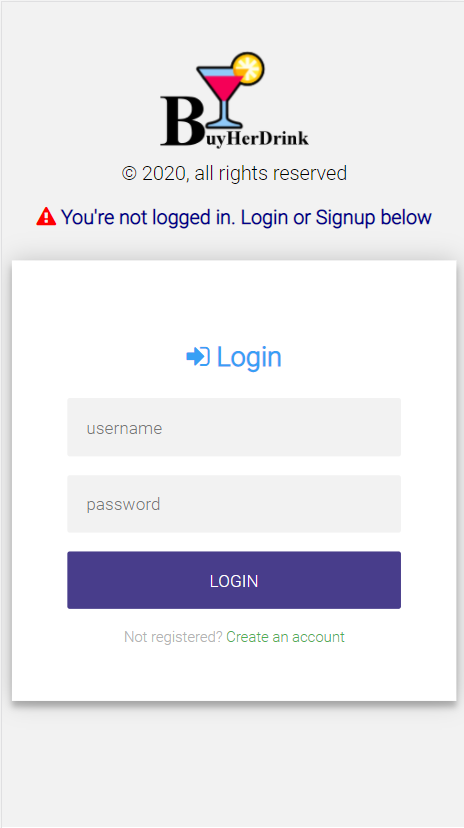 BuyHerDrink
© 2020, all rights reserved
You're not logged in. Login or Signup below
Login
username
password
LOGIN
Not registered? Create an account